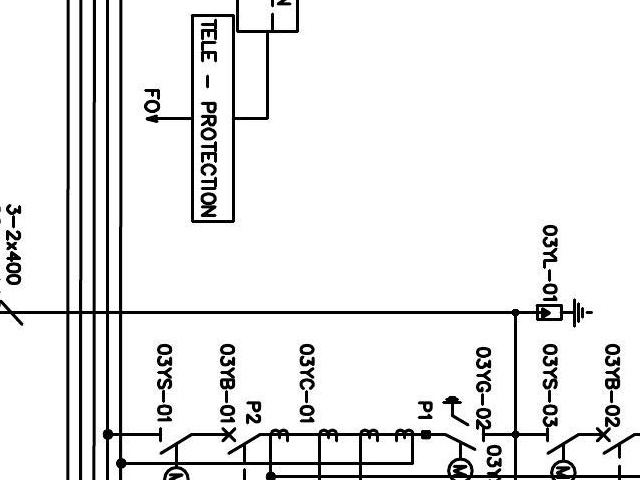 N
TELE - PROTECTION
FO
3-2x400
03YL-01
03YS-01
03YB-01
P2
03YC-01
P1
03YG-02
03YS-03
03YB-02
03Y
M
M
M